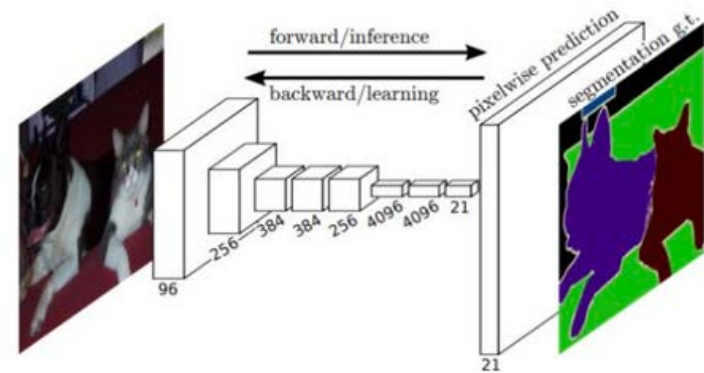 forward/inference
backward/learning
pixelwise prediction
segmentation g.t.
96
256
384
384
256
4096
4096
21
21